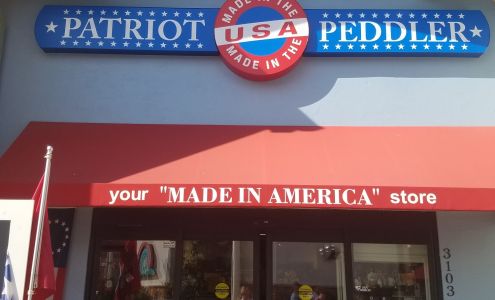 ★ PATRIOT ★ PEDDLER ★
MADE IN THE
USA
MADE IN THE
your "MADE IN AMERICA" store
3103